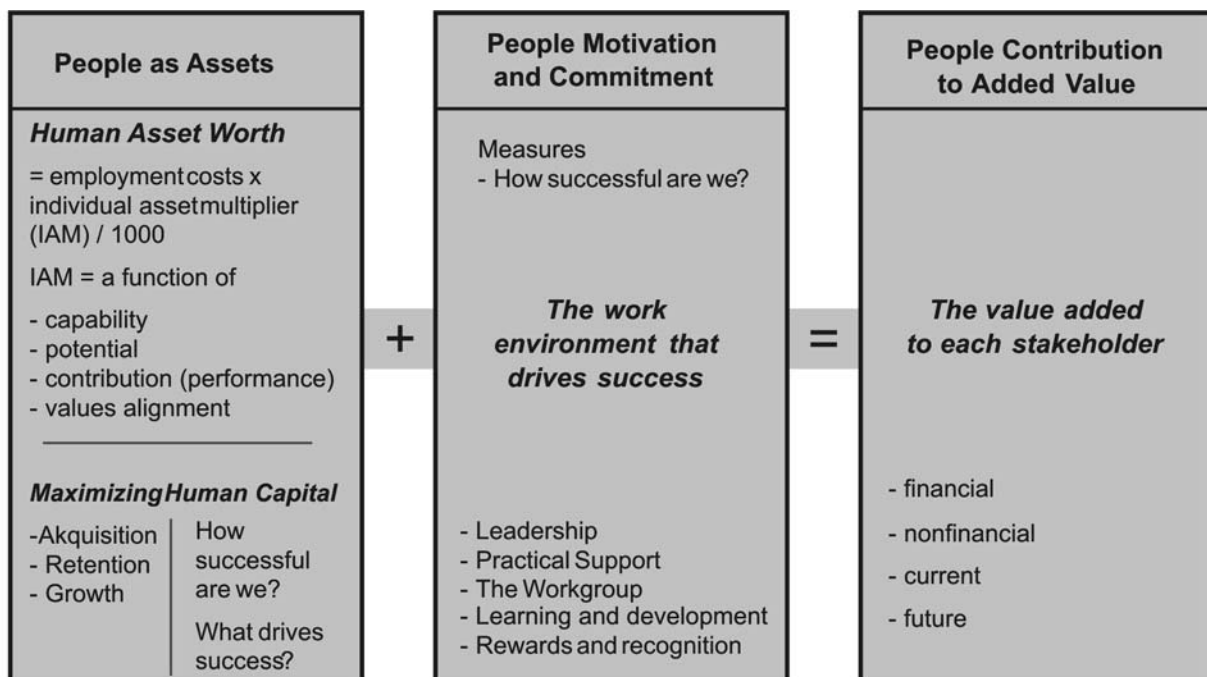 People as Assets
Human Asset Worth
= employment costs x
individual asset multiplier
(IAM) / 1000
IAM = a function of
- capability
- potential
- contribution (performance)
- values alignment
Maximizing Human Capital
-Akquisition
- Retention
- Growth
How
successful
are we?
What drives
success?
+
People Motivation
and Commitment
Measures
- How successful are we?
The work
environment that
drives success
- Leadership
- Practical Support
- The Workgroup
- Learning and development
- Rewards and recognition
=
People Contribution
to Added Value
The value added
to each stakeholder
- financial
- nonfinancial
- current
- future